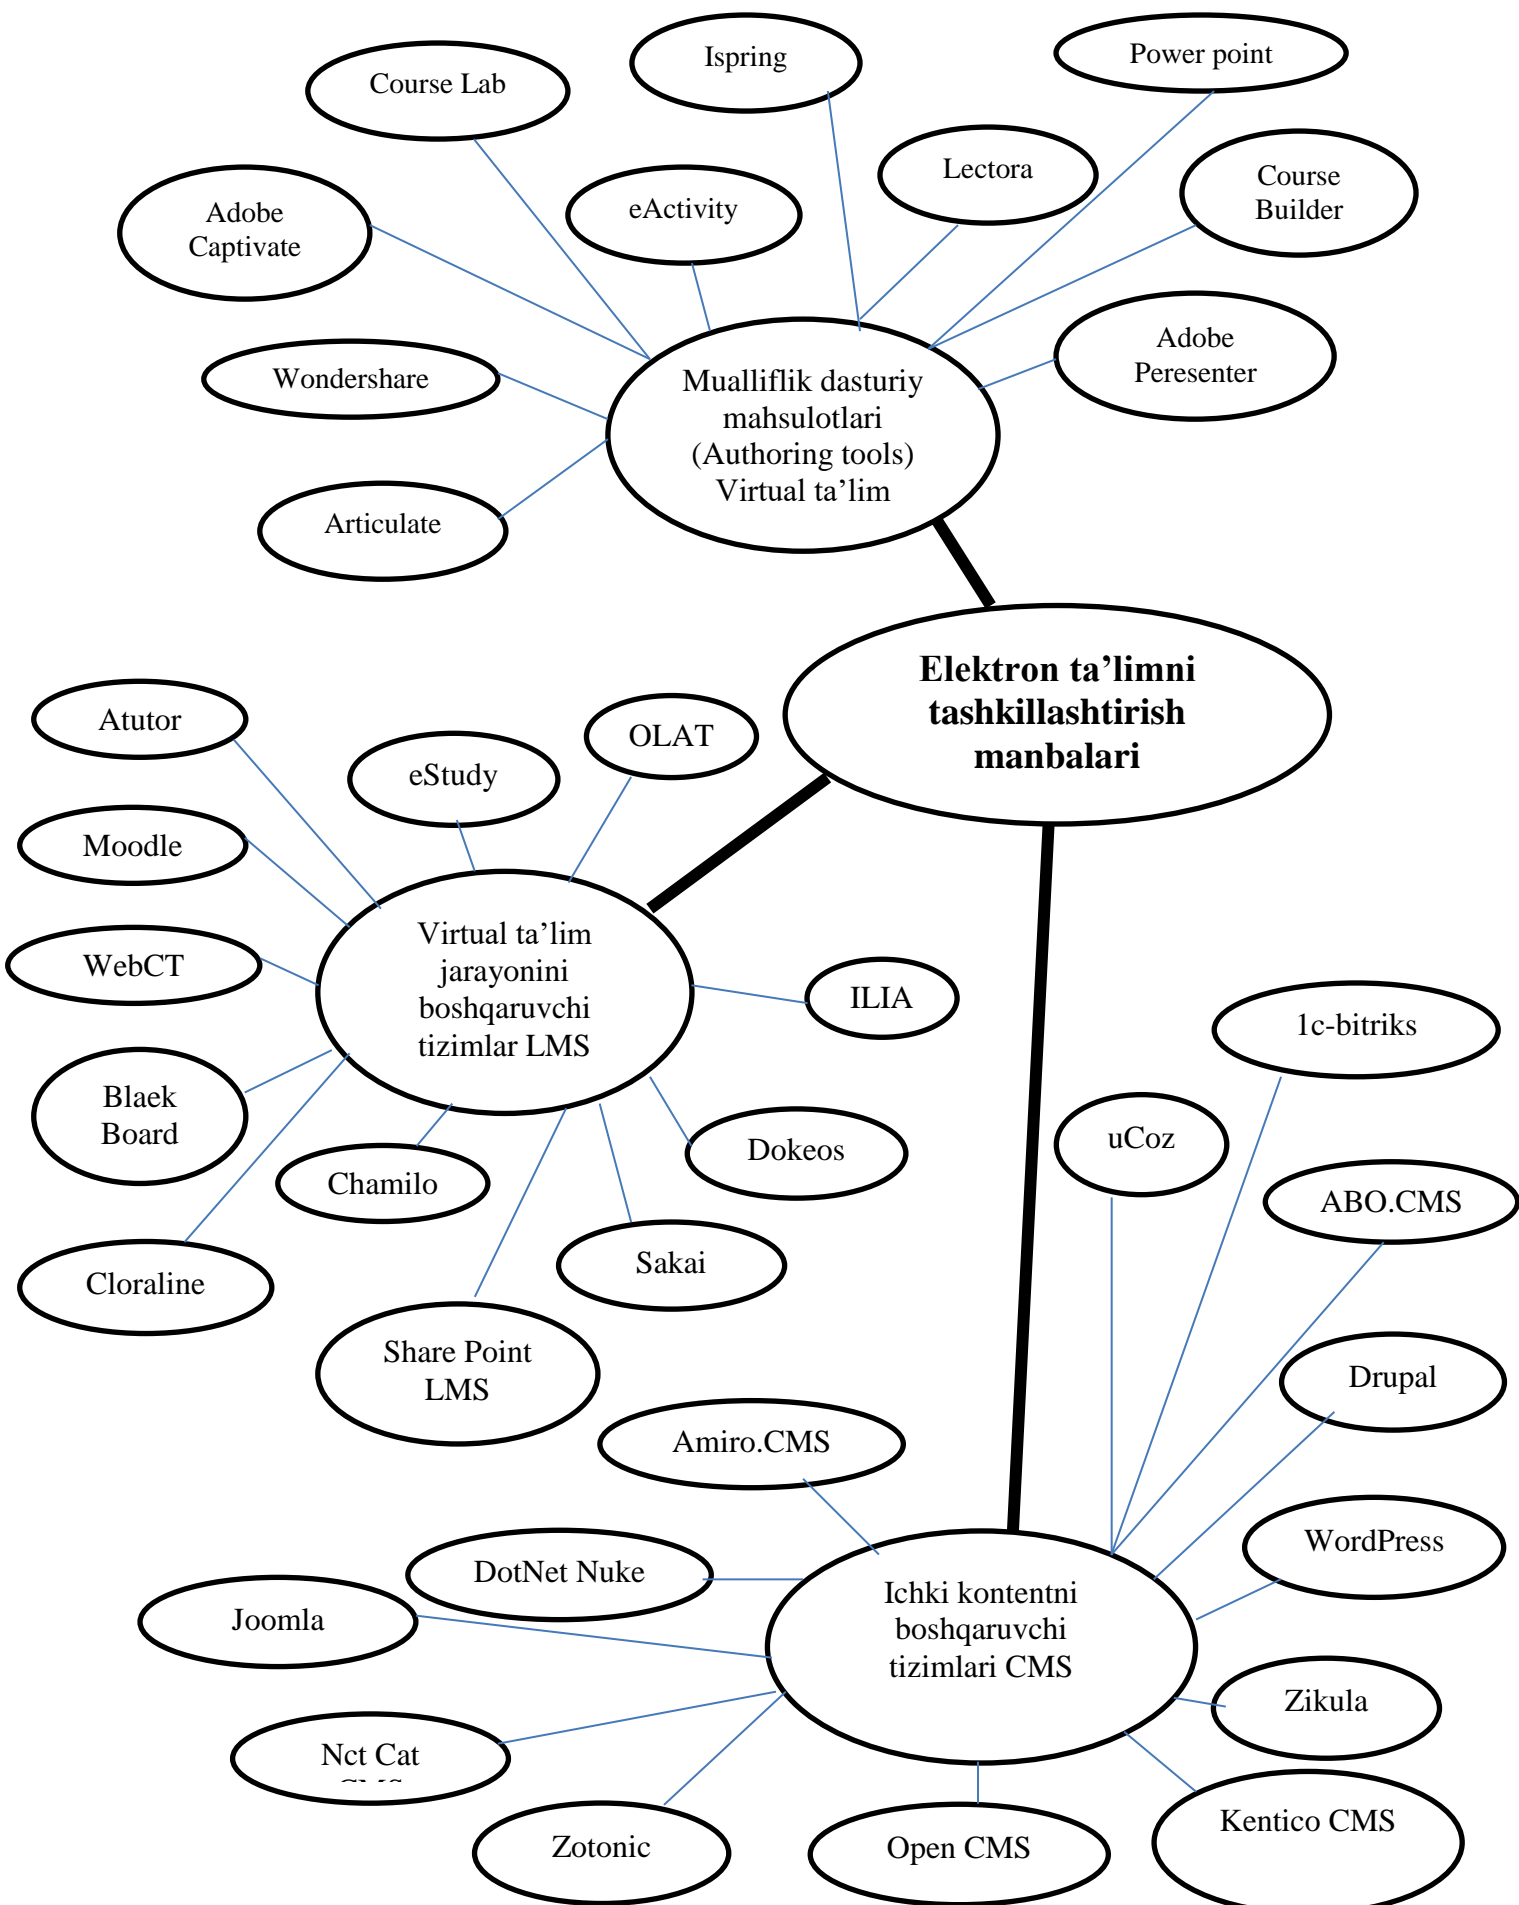 Ispring
Power point
Course Lab
Lectora
Course
Builder
Adobe
Captivate
eActivity
Adobe
Peresenter
Wondershare
Mualliflik dasturiy
mahsulotlari
(Authoring tools)
Virtual ta’lim
Articulate
Elektron ta’limni
tashkillashtirish
manbalari
Atutor
OLAT
eStudy
Moodle
Virtual ta’lim
jarayonini
boshqaruvchi
tizimlar LMS
WebCT
ILIA
1c-bitriks
Blaek
Board
uCoz
Dokeos
Chamilo
ABO.CMS
Sakai
Cloraline
Share Point
LMS
Drupal
Amiro.CMS
WordPress
DotNet Nuke
Ichki kontentni
boshqaruvchi
tizimlari CMS
Joomla
Zikula
Nct Cat
Kentico CMS
Zotonic
Open CMS